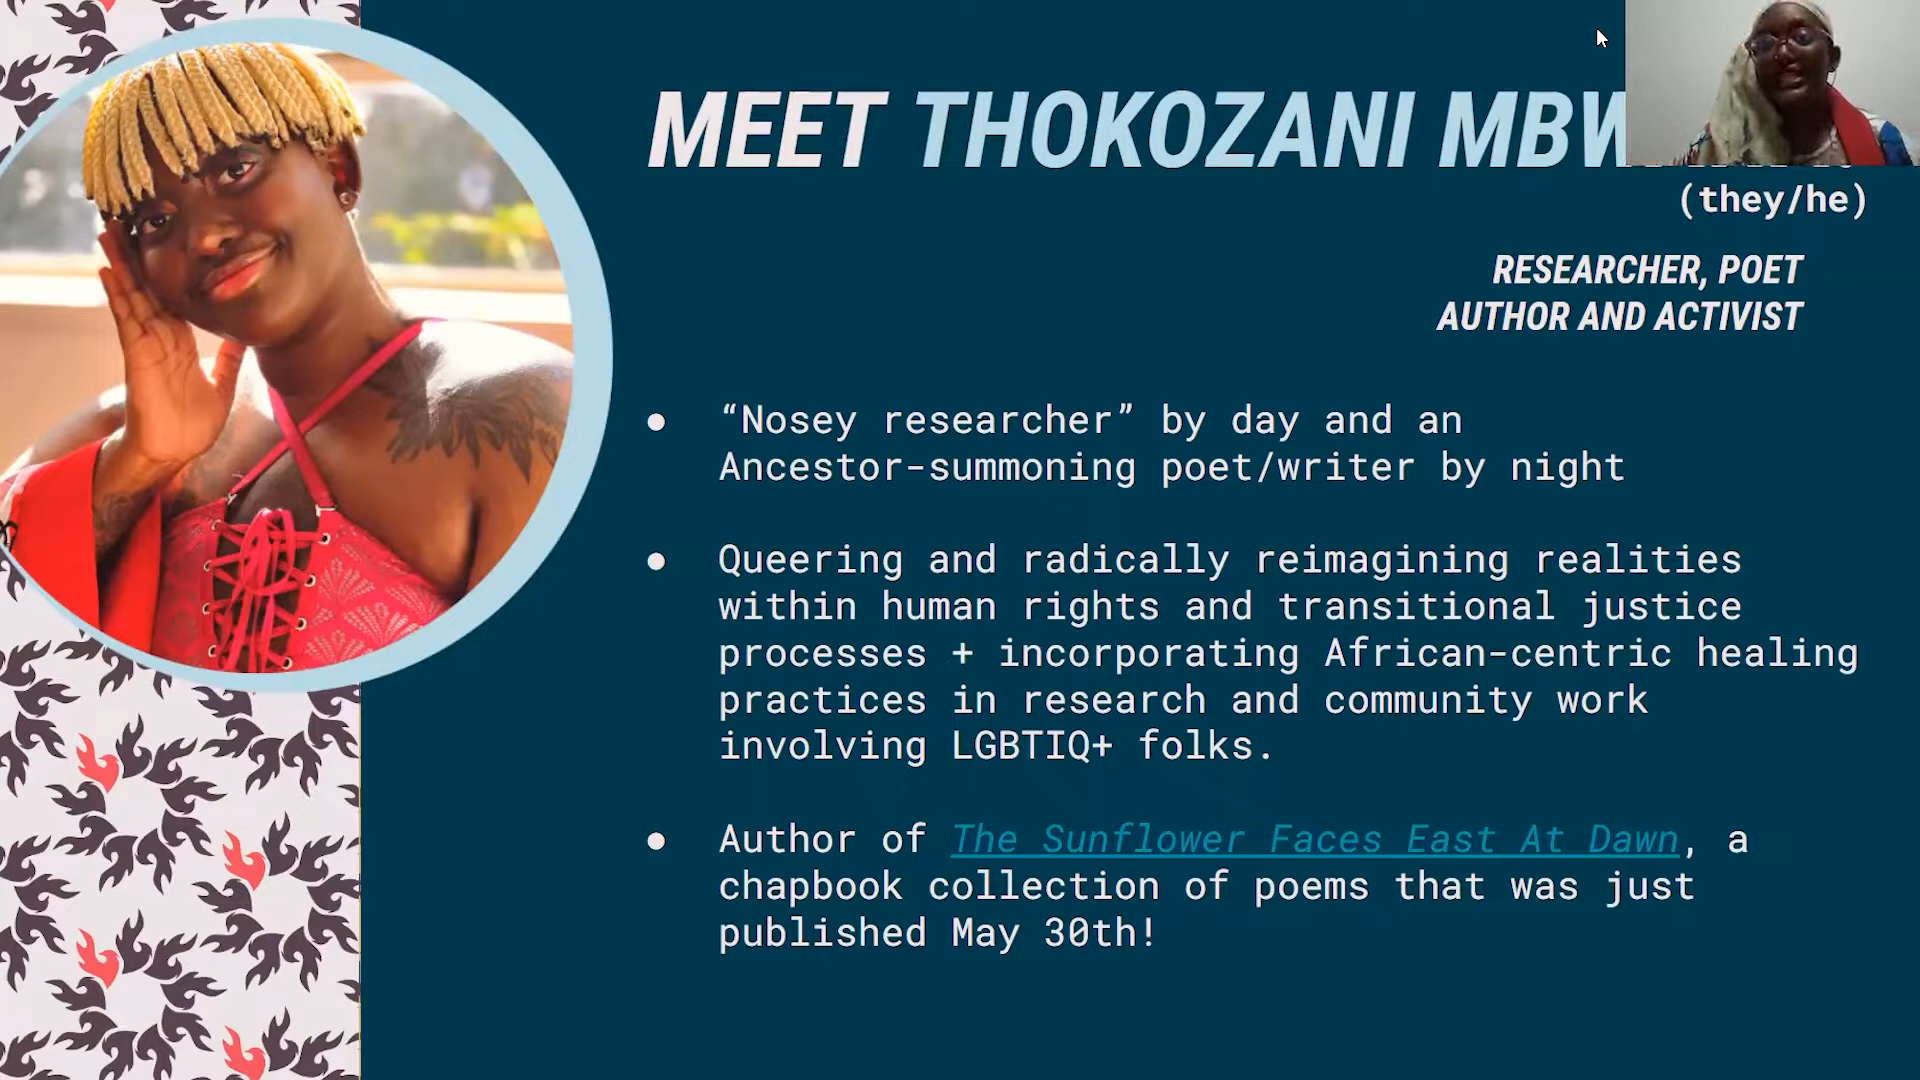 MEET THOKOZANI
(they/he)
RESEARCHER, POET
AUTHOR AND ACTIVIST
● “Nosey researcher” by day and an
Ancestor-summoning poet/writer by night
● Queering and radically reimagining realities
within human rights and transitional justice
processes + incorporating African-centric healing
practices in research and community work
involving LGBTIQ+ folks.
● Author of The Sunflower Faces East At Dawn, a
chapbook collection of poems that was just
published May 30th!